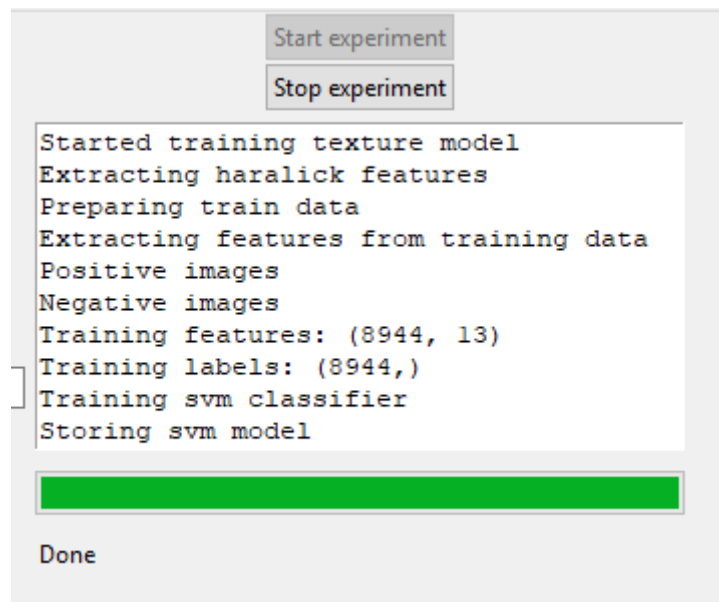 Start experiment
Stop experiment
Started training texture model
Extracting haralick features
Preparing train data
Extracting features from training data
Positive images
Negative images
Training features: (8944, 13)
Training labels: (8944,)
Training svm classifier
Storing svm model
Done